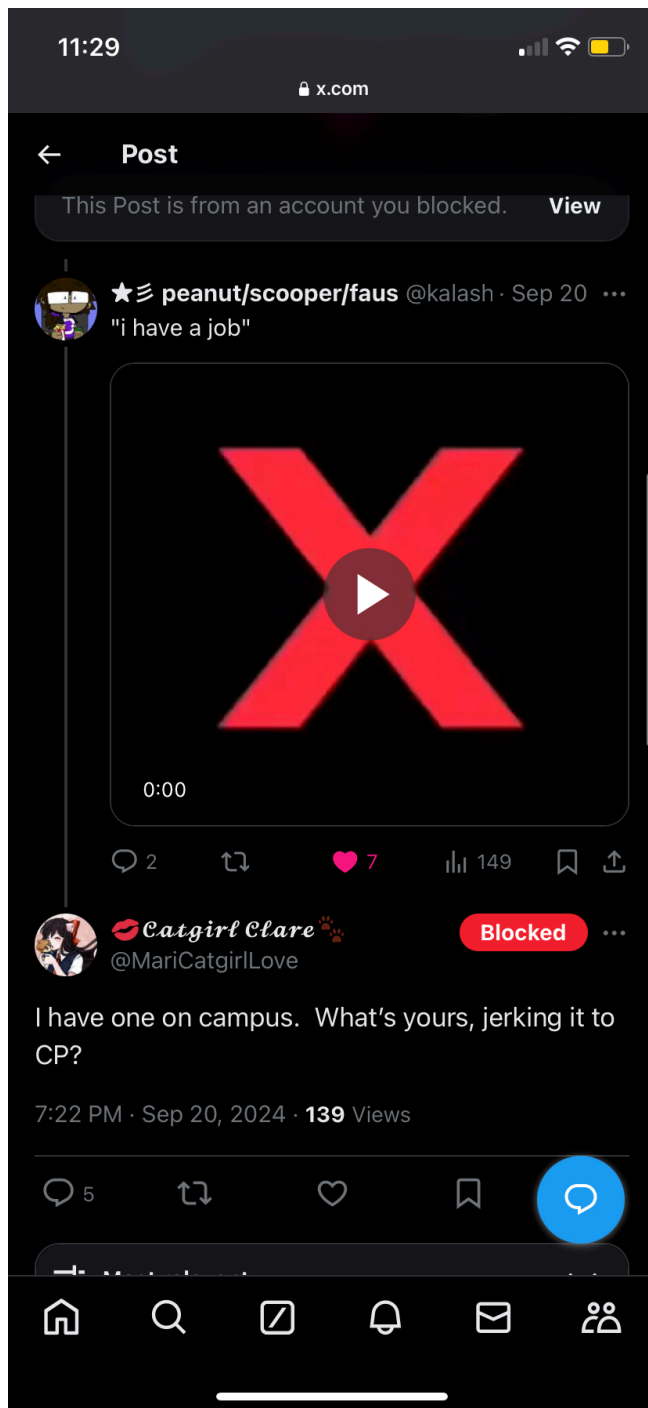 11:29
x.com
Post
This Post is from an account you blocked. View
★彡 peanut/scooper/faus @kalash · Sep 20 ···
"i have a job"
0:00
2 7 149
💋𝓒𝓪𝓽𝓰𝓲𝓻𝓵 𝓒𝓵𝓪𝓻𝓮🐾 Blocked ···
@MariCatgirlLove
I have one on campus.  What’s yours, jerking it to
CP?
7:22 PM · Sep 20, 2024 · 139 Views
5